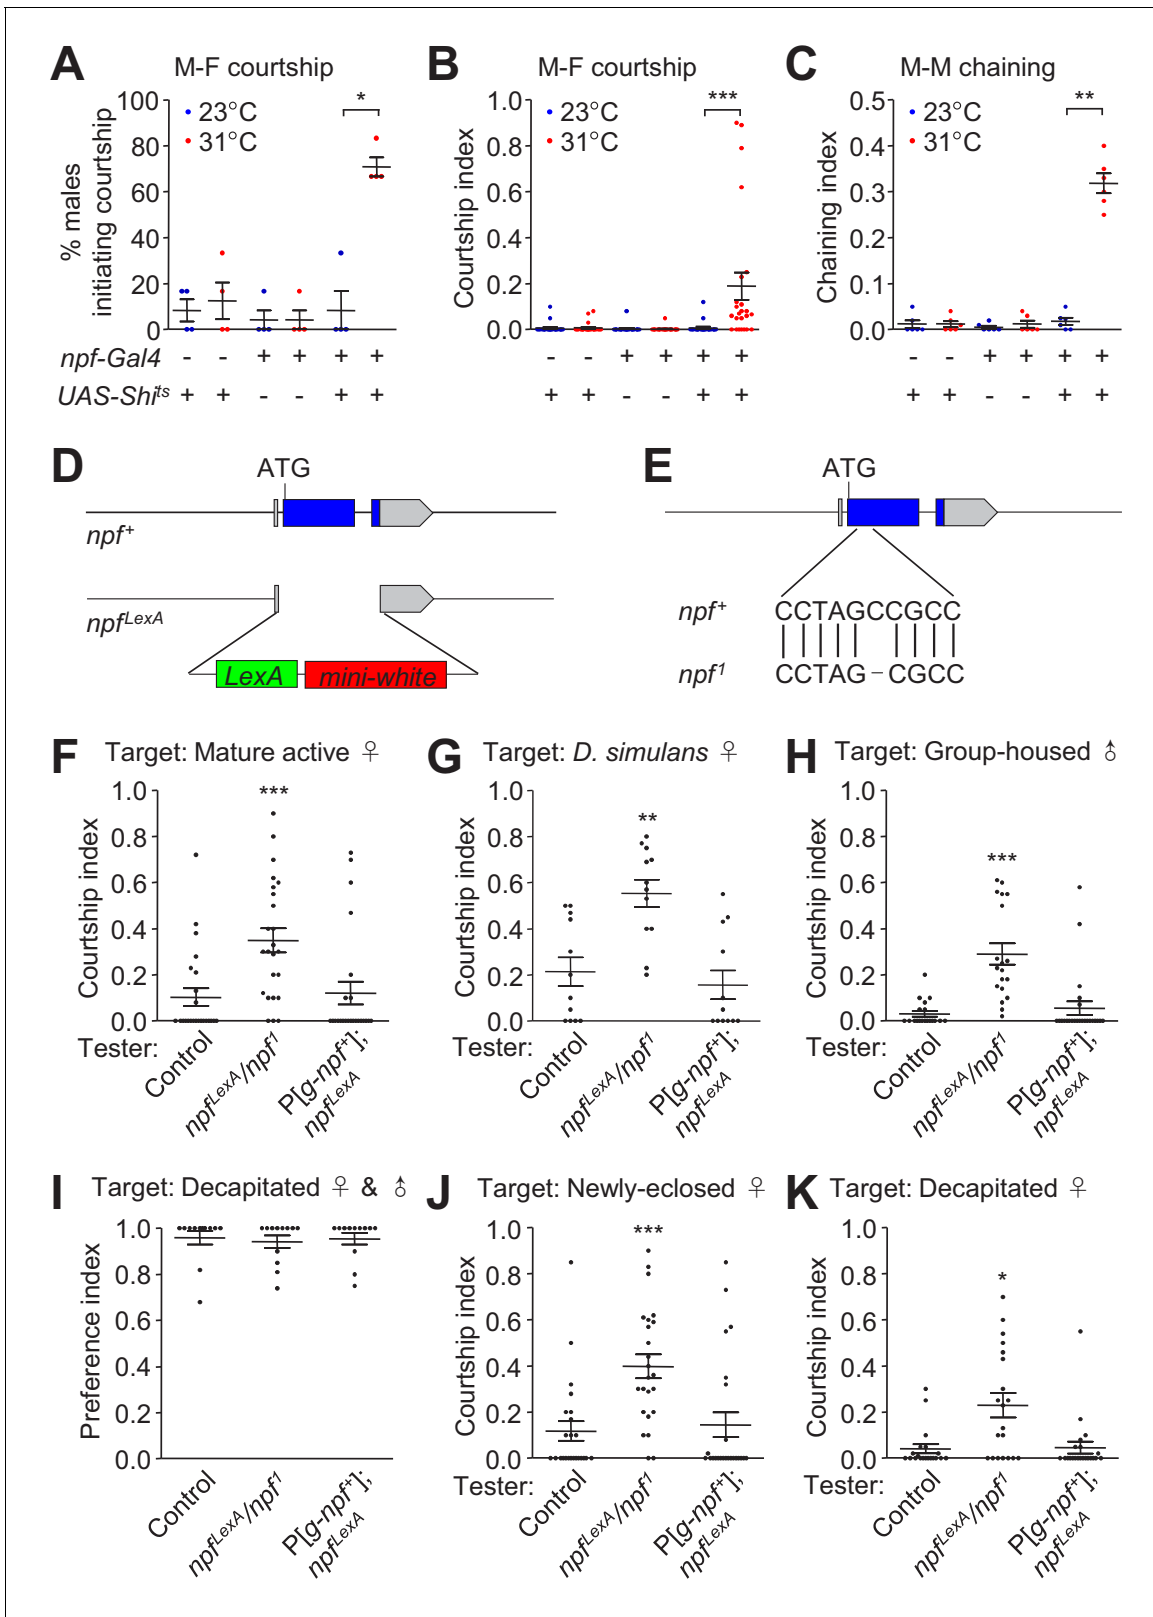 A M-F courtship
% males initiating courtship
100
80
60
40
20
0
23°C
31°C
*
B M-F courtship
Courtship index
1.0
0.8
0.6
0.4
0.2
0.0
23°C
31°C
***
C M-M chaining
Chaining index
0.5
0.4
0.3
0.2
0.1
0.0
23°C
31°C
**
npf-Gal4 - - + + + + - - + + + + - - + + + +
UAS-Shits + + - - + + + + - - + + + + - - + +
D
ATG
npf+
npfLexA
LexA mini-white
E
ATG
npf+ CCTAGCCGCC
npf1 CCTAG–CGCC
F Target: Mature active ♀
Courtship index
1.0
0.8
0.6
0.4
0.2
0.0
***
Tester:
Control
npfLexA/npf1
P[g-npf+];
npfLexA
G Target: D. simulans ♀
Courtship index
1.0
0.8
0.6
0.4
0.2
0.0
**
Tester:
Control
npfLexA/npf1
P[g-npf+];
npfLexA
H Target: Group-housed ♂
Courtship index
1.0
0.8
0.6
0.4
0.2
0.0
***
Tester:
Control
npfLexA/npf1
P[g-npf+];
npfLexA
I Target: Decapitated ♀ & ♂
Preference index
1.0
0.8
0.6
0.4
0.2
0.0
Control
npfLexA/npf1
P[g-npf+];
npfLexA
J Target: Newly-eclosed ♀
Courtship index
1.0
0.8
0.6
0.4
0.2
0.0
***
Tester:
Control
npfLexA/npf1
P[g-npf+];
npfLexA
K Target: Decapitated ♀
Courtship index
1.0
0.8
0.6
0.4
0.2
0.0
*
Tester:
Control
npfLexA/npf1
P[g-npf+];
npfLexA